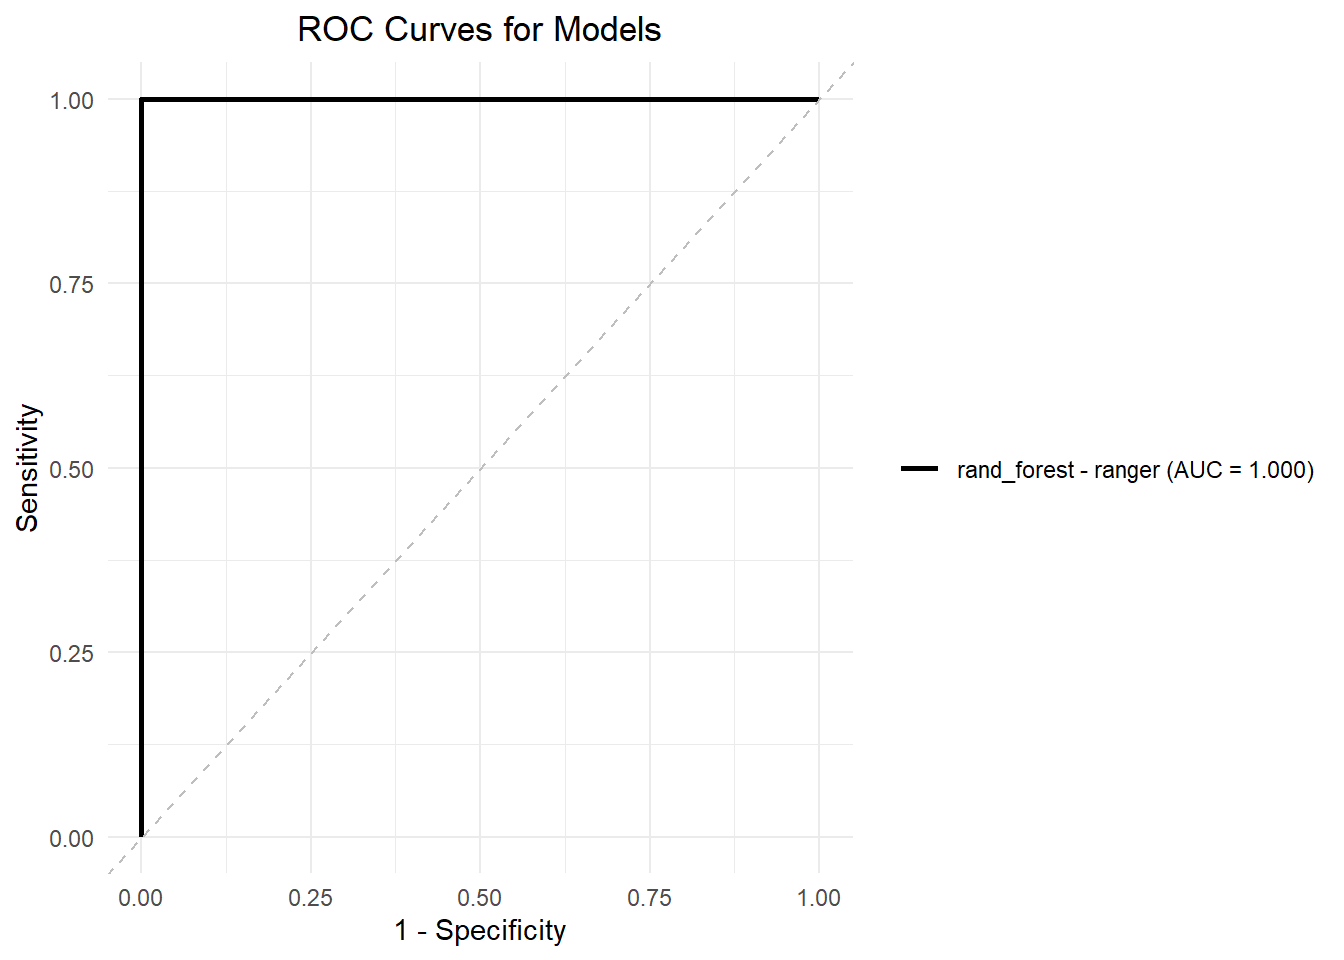 ROC Curves for Models
1.00
0.75
0.50
0.25
0.00
Sensitivity
0.00 0.25 0.50 0.75 1.00
1 - Specificity
rand_forest - ranger (AUC = 1.000)